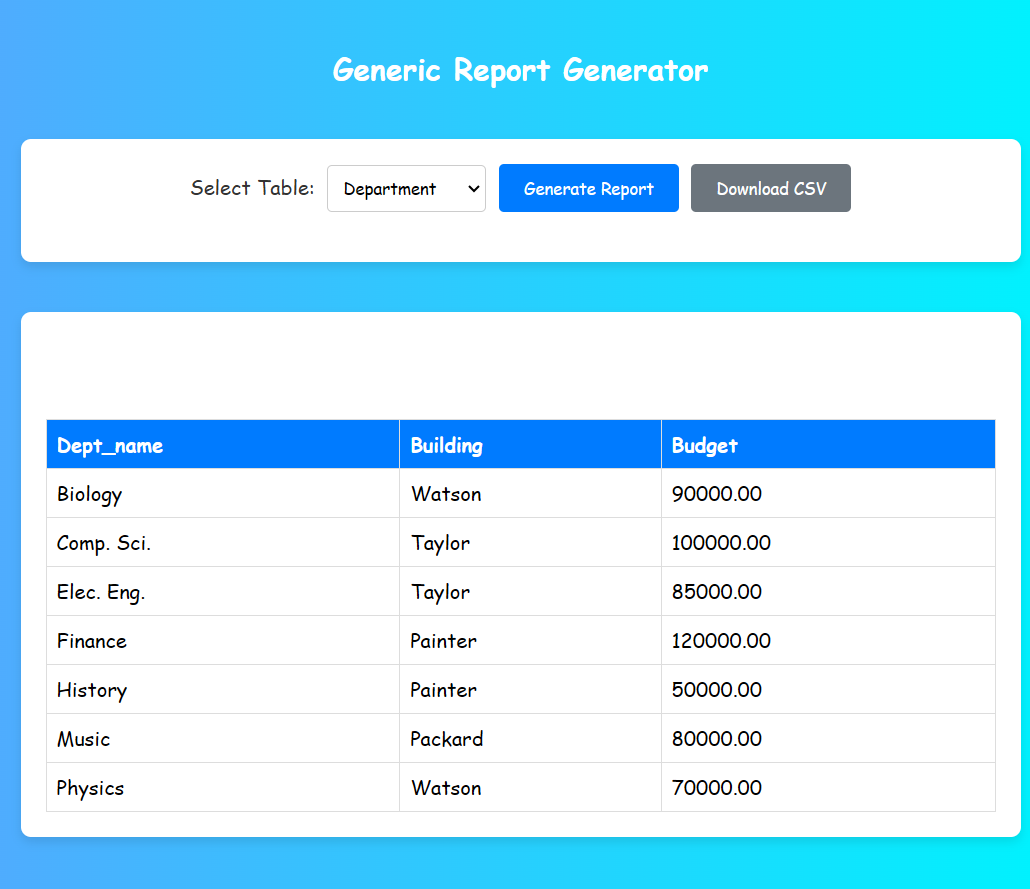 Generic Report Generator
Select Table: Department Generate Report Download CSV
Dept_name Building Budget
Biology Watson 90000.00
Comp. Sci. Taylor 100000.00
Elec. Eng. Taylor 85000.00
Finance Painter 120000.00
History Painter 50000.00
Music Packard 80000.00
Physics Watson 70000.00